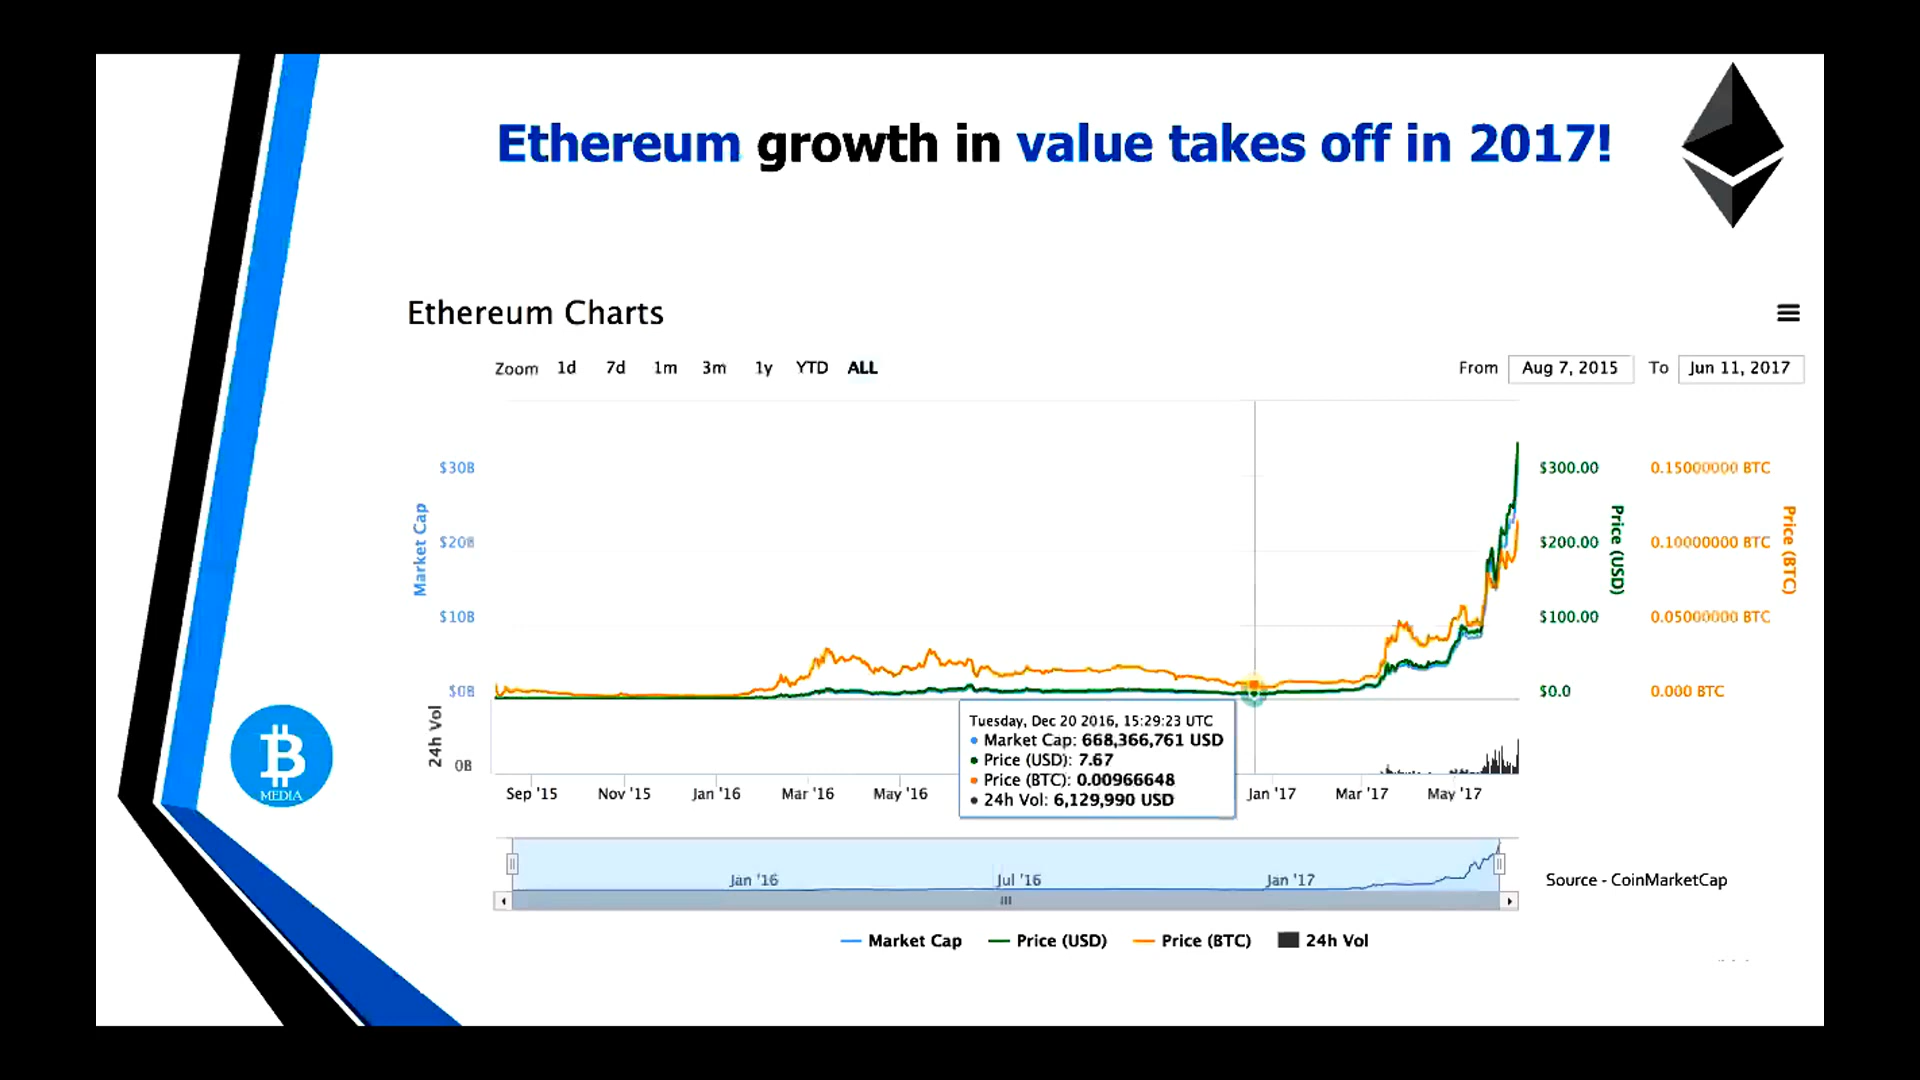 Ethereum growth in value takes off in 2017!
Ethereum Charts
Zoom 1d 7d 1m 3m 1y YTD ALL
From Aug 7, 2015 To Jun 11, 2017
Market Cap
$30B
$20B
$10B
$0B
$300.00
$200.00
$100.00
$0.0
Price (USD)
0.15000000 BTC
0.10000000 BTC
0.05000000 BTC
0.000 BTC
Price (BTC)
24h Vol
0B
Tuesday, Dec 20 2016, 15:29:23 UTC
Market Cap: 668,366,761 USD
Price (USD): 7.67
Price (BTC): 0.00966648
24h Vol: 6,129,990 USD
Sep '15 Nov '15 Jan '16 Mar '16 May '16 Jan '17 Mar '17 May '17
MEDIA
Jan '16 Jul '16 Jan '17
Source - CoinMarketCap
Market Cap Price (USD) Price (BTC) 24h Vol